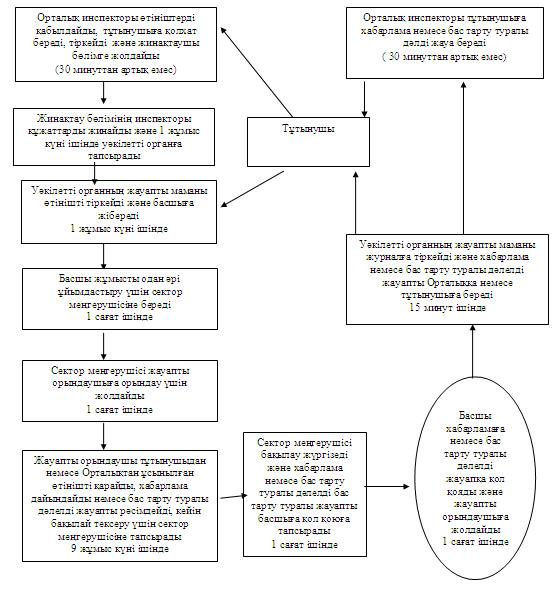 Орталық инспекторы өтініштерді
қабылдайды, тұтынушыға қолхат
береді, тіркейді және жинақтаушы
бөлімге жолдайды
(30 минуттан артық емес)
Орталық инспекторы тұтынушыға
хабарлама немесе бас тарту туралы
дәлді жауа береді
( 30 минуттан артық емес)
Жинақтау бөлімінің инспекторы
құжаттарды жинайды және 1 жұмыс
күні ішінде уәкілетті органға
тапсырады
Тұтынушы
Уәкілетті органның жауапты маманы
өтінішті тіркейді және басшыға
жібереді
1 жұмыс күні ішінде
Уәкілетті органның жауапты маманы
журналға тіркейді және хабарлама
немесе бас тарту туралы дәлелді
жауапты Орталыққа немесе
тұтынушыға береді
15 минут ішінде
Басшы жұмысты одан әрі
ұйымдастыру үшін сектор
меңгерушісіне береді
1 сағат ішінде
Сектор меңгерушісі жауапты
орындаушыға орындау үшін
жолдайды
1 сағат ішінде
Жауапты орындаушы тұтынушыдан
немесе Орталықтан ұсынылған
өтінішті қарайды, хабарлама
дайындайды немесе бас тарту туралы
дәлелді жауапты ресімдейді, кейін
бақылай тексеру үшін сектор
меңгерушісіне тапсырады
9 жұмыс күні ішінде
Сектор меңгерушісі
бақылау жүргізеді
және хабарлама
немесе бас тарту
туралы дәлелді бас
тарту туралы жауапты
басшыға қол қоюға
тапсырады
1 сағат ішінде
Басшы
хабарламаға
немесе бас
тарту туралы
дәлелді
жауапқа қол
қояды және
жауапты
орындаушыға
жолдайды
1 сағат ішінде